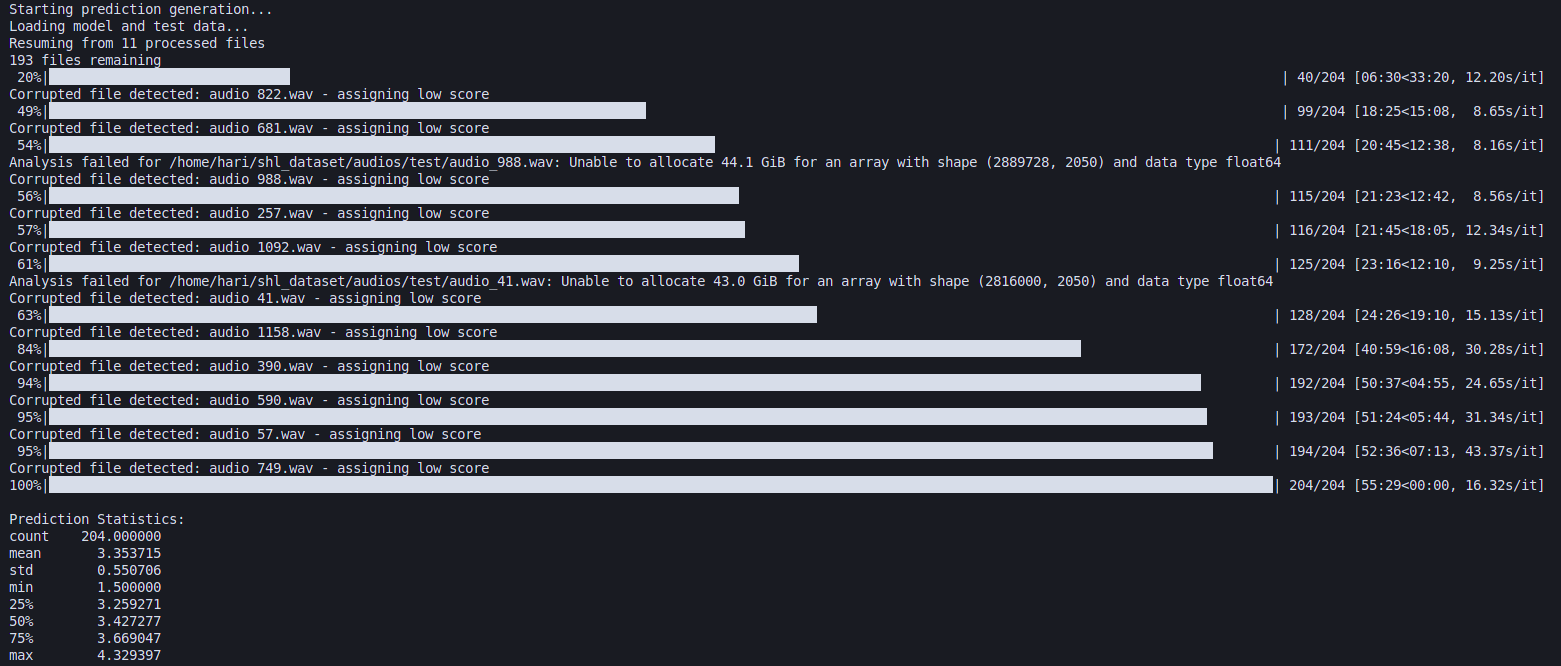 Starting prediction generation...
Loading model and test data...
Resuming from 11 processed files
193 files remaining
20%| | 40/204 [06:30<33:20, 12.20s/it]
Corrupted file detected: audio 822.wav - assigning low score
49%| | 99/204 [18:25<15:08,  8.65s/it]
Corrupted file detected: audio 681.wav - assigning low score
54%| | 111/204 [20:45<12:38,  8.16s/it]
Analysis failed for /home/hari/shl_dataset/audios/test/audio_988.wav: Unable to allocate 44.1 GiB for an array with shape (2889728, 2050) and data type float64
Corrupted file detected: audio 988.wav - assigning low score
56%| | 115/204 [21:23<12:42,  8.56s/it]
Corrupted file detected: audio 257.wav - assigning low score
57%| | 116/204 [21:45<18:05, 12.34s/it]
Corrupted file detected: audio 1092.wav - assigning low score
61%| | 125/204 [23:16<12:10,  9.25s/it]
Analysis failed for /home/hari/shl_dataset/audios/test/audio_41.wav: Unable to allocate 43.0 GiB for an array with shape (2816000, 2050) and data type float64
Corrupted file detected: audio 41.wav - assigning low score
63%| | 128/204 [24:26<19:10, 15.13s/it]
Corrupted file detected: audio 1158.wav - assigning low score
84%| | 172/204 [40:59<16:08, 30.28s/it]
Corrupted file detected: audio 390.wav - assigning low score
94%| | 192/204 [50:37<04:55, 24.65s/it]
Corrupted file detected: audio 590.wav - assigning low score
95%| | 193/204 [51:24<05:44, 31.34s/it]
Corrupted file detected: audio 57.wav - assigning low score
95%| | 194/204 [52:36<07:13, 43.37s/it]
Corrupted file detected: audio 749.wav - assigning low score
100%| | 204/204 [55:29<00:00, 16.32s/it]

Prediction Statistics:
count    204.000000
mean       3.353715
std        0.550706
min        1.500000
25%        3.259271
50%        3.427277
75%        3.669047
max        4.329397